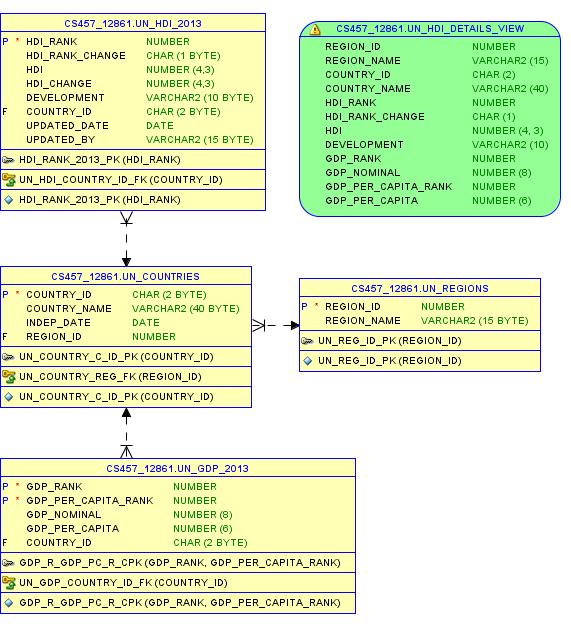 CS457_12861.UN_HDI_2013
P * HDI_RANK NUMBER
HDI_RANK_CHANGE CHAR (1 BYTE)
HDI NUMBER (4,3)
HDI_CHANGE NUMBER (4,3)
DEVELOPMENT VARCHAR2 (10 BYTE)
F COUNTRY_ID CHAR (2 BYTE)
UPDATED_DATE DATE
UPDATED_BY VARCHAR2 (15 BYTE)
HDI_RANK_2013_PK (HDI_RANK)
UN_HDI_COUNTRY_ID_FK (COUNTRY_ID)
HDI_RANK_2013_PK (HDI_RANK)
CS457_12861.UN_HDI_DETAILS_VIEW
REGION_ID NUMBER
REGION_NAME VARCHAR2 (15)
COUNTRY_ID CHAR (2)
COUNTRY_NAME VARCHAR2 (40)
HDI_RANK NUMBER
HDI_RANK_CHANGE CHAR (1)
HDI NUMBER (4, 3)
DEVELOPMENT VARCHAR2 (10)
GDP_RANK NUMBER
GDP_NOMINAL NUMBER (8)
GDP_PER_CAPITA_RANK NUMBER
GDP_PER_CAPITA NUMBER (6)
CS457_12861.UN_COUNTRIES
P * COUNTRY_ID CHAR (2 BYTE)
COUNTRY_NAME VARCHAR2 (40 BYTE)
INDEP_DATE DATE
F REGION_ID NUMBER
UN_COUNTRY_C_ID_PK (COUNTRY_ID)
UN_COUNTRY_REG_FK (REGION_ID)
UN_COUNTRY_C_ID_PK (COUNTRY_ID)
CS457_12861.UN_REGIONS
P * REGION_ID NUMBER
REGION_NAME VARCHAR2 (15 BYTE)
UN_REG_ID_PK (REGION_ID)
UN_REG_ID_PK (REGION_ID)
CS457_12861.UN_GDP_2013
P * GDP_RANK NUMBER
P * GDP_PER_CAPITA_RANK NUMBER
GDP_NOMINAL NUMBER (8)
GDP_PER_CAPITA NUMBER (6)
F COUNTRY_ID CHAR (2 BYTE)
GDP_R_GDP_PC_R_CPK (GDP_RANK, GDP_PER_CAPITA_RANK)
UN_GDP_COUNTRY_ID_FK (COUNTRY_ID)
GDP_R_GDP_PC_R_CPK (GDP_RANK, GDP_PER_CAPITA_RANK)